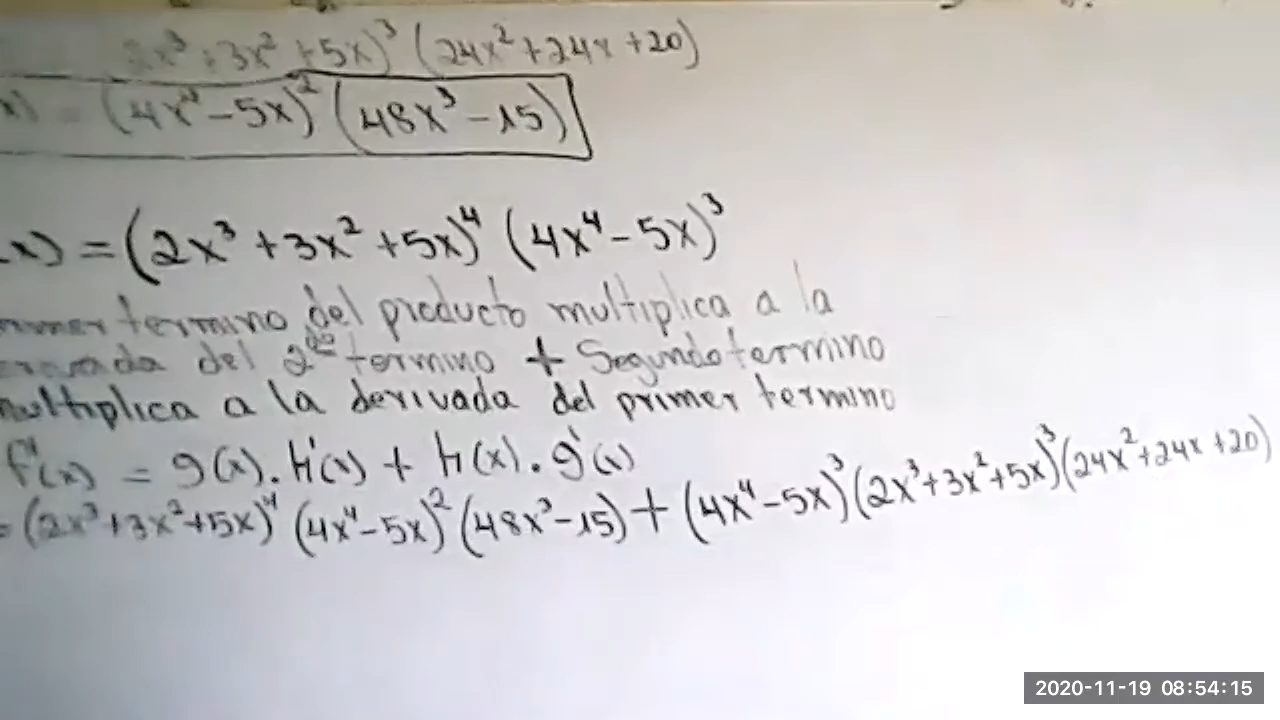 x³ + 3x² + 5x)³ (24x² + 24x + 20)
x) = (4x⁴ - 5x)² (48x³ - 15)
x) = (2x³ + 3x² + 5x)⁴ (4x⁴ - 5x)³
termino del producto multiplica a la
del 2do termino + Segundo termino
multiplica a la derivada del primer termino
f'(x) = g(x) . h'(x) + h(x) . g'(x)
= (2x³ + 3x² + 5x)⁴ (4x⁴ - 5x)² (48x³ - 15) + (4x⁴ - 5x)³ (2x³ + 3x² + 5x)³ (24x² + 24x + 20)
2020-11-19 08:54:15